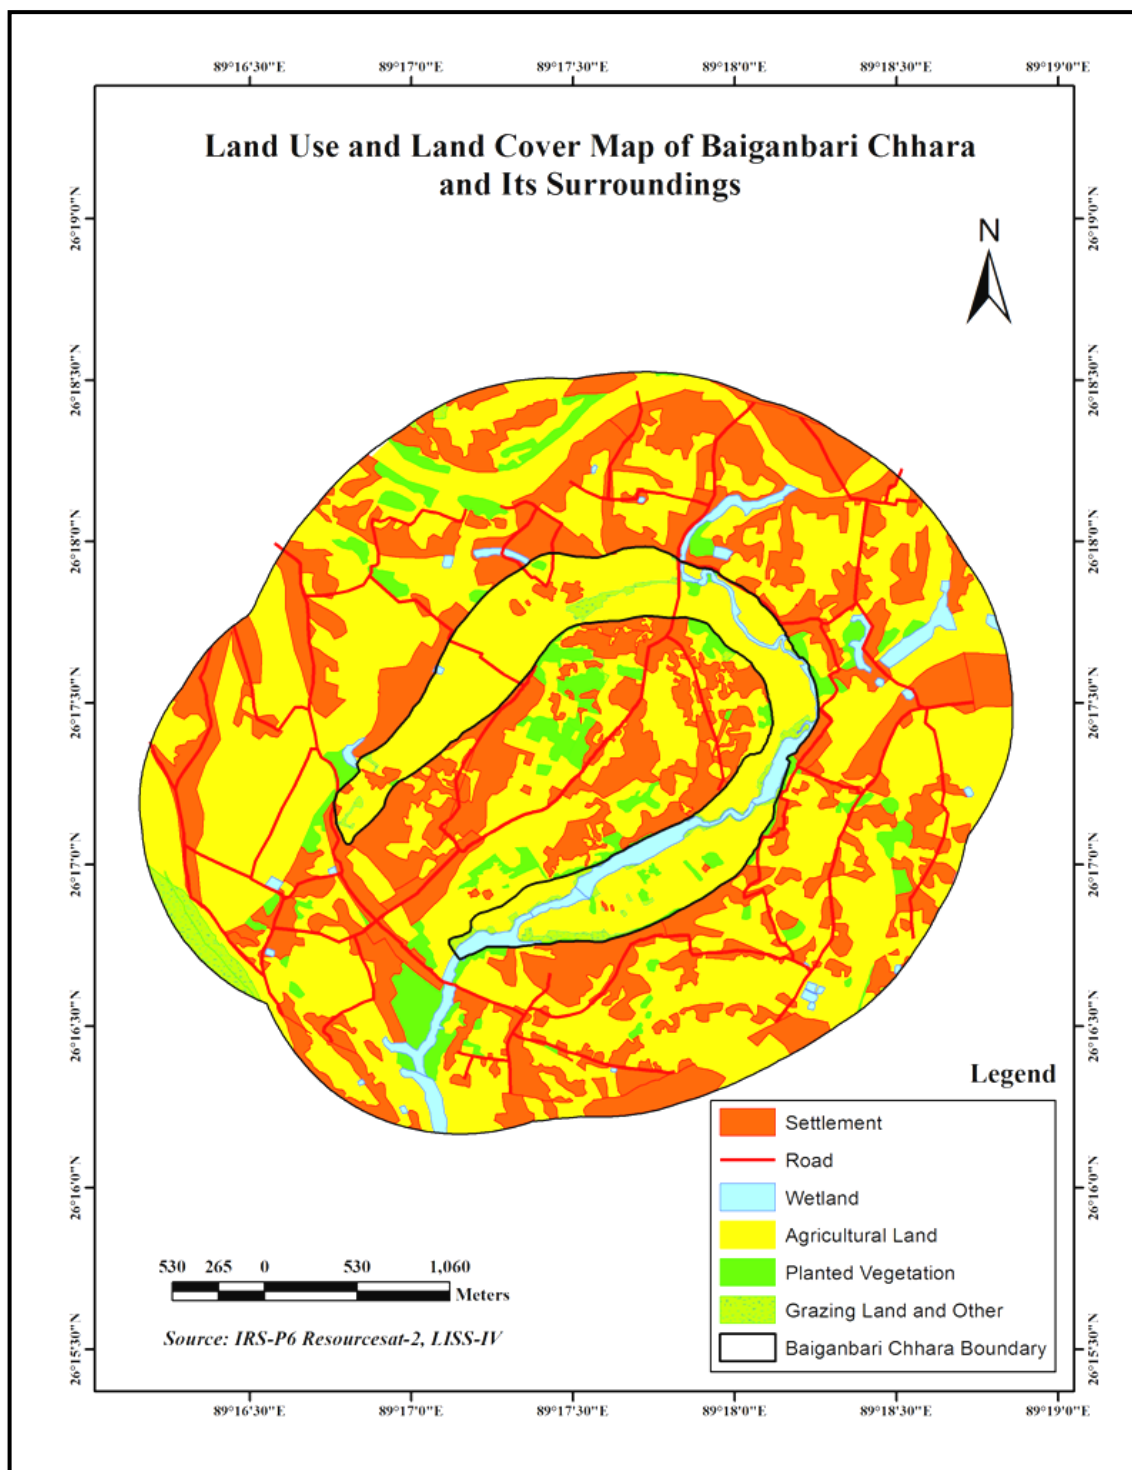 89°16'30"E 89°17'0"E 89°17'30"E 89°18'0"E 89°18'30"E 89°19'0"E
Land Use and Land Cover Map of Baiganbari Chhara
and Its Surroundings
N
26°19'0"N 26°19'0"N
26°18'30"N 26°18'30"N
26°18'0"N 26°18'0"N
26°17'30"N 26°17'30"N
26°17'0"N 26°17'0"N
26°16'30"N 26°16'30"N
26°16'0"N 26°16'0"N
26°15'30"N 26°15'30"N
Legend
Settlement
Road
Wetland
Agricultural Land
Planted Vegetation
Grazing Land and Other
Baiganbari Chhara Boundary
530 265 0 530 1,060
Meters
Source: IRS-P6 Resourcesat-2, LISS-IV
89°16'30"E 89°17'0"E 89°17'30"E 89°18'0"E 89°18'30"E 89°19'0"E